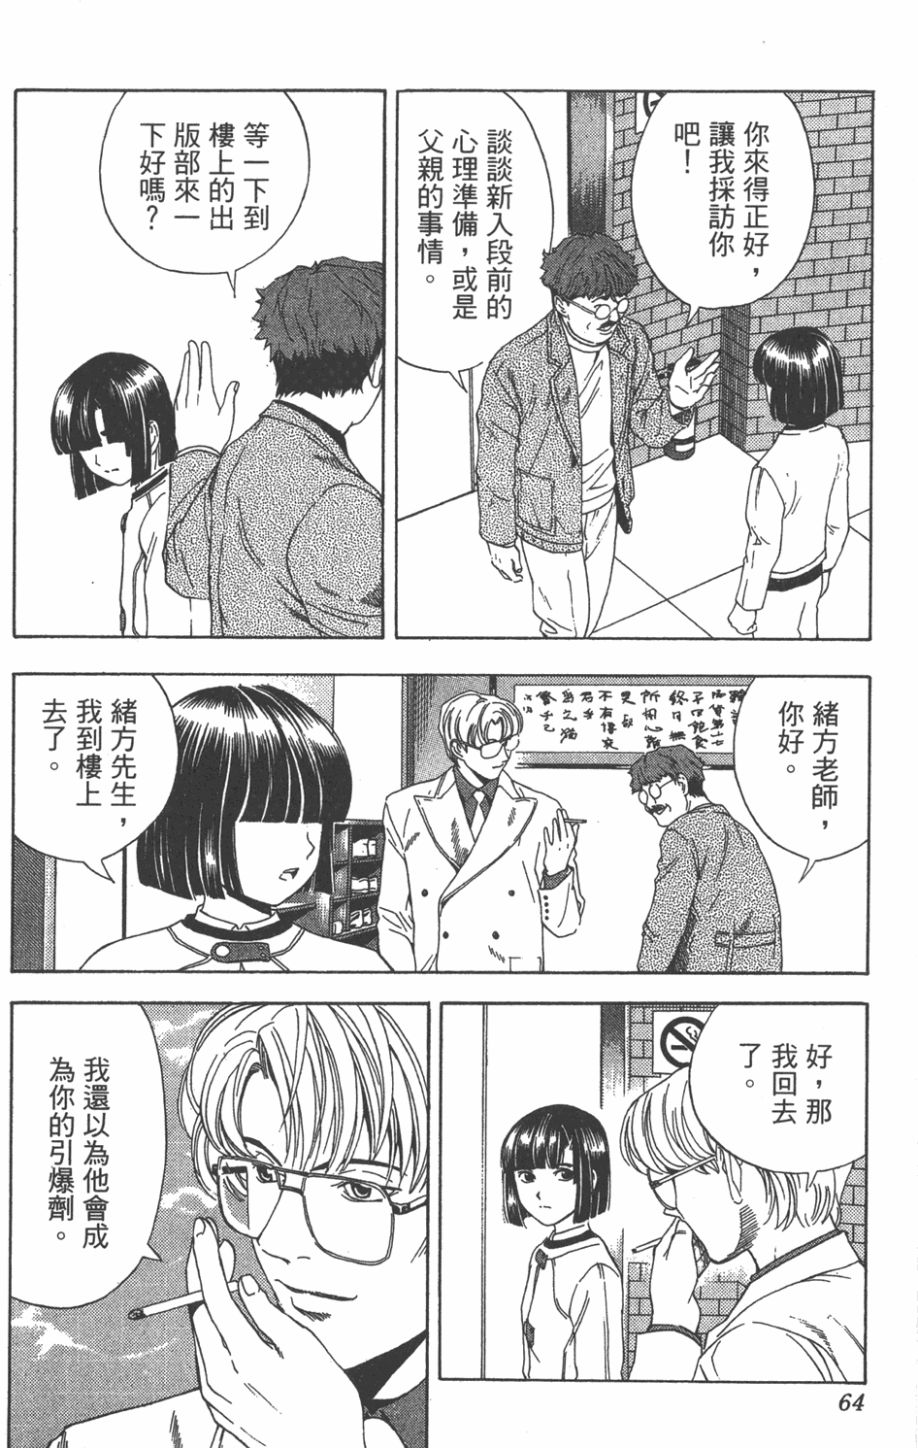 你來得正好，
讓我採訪你
吧！
談談新入段前的
心理準備，或是
父親的事情。
等一下到
樓上的出
版部來一
下好嗎？
緒方老師，
你好。
緒方先生，
我到樓上
去了。
好，那
我回去
了。
我還以為他會成
為你的引爆劑。
64